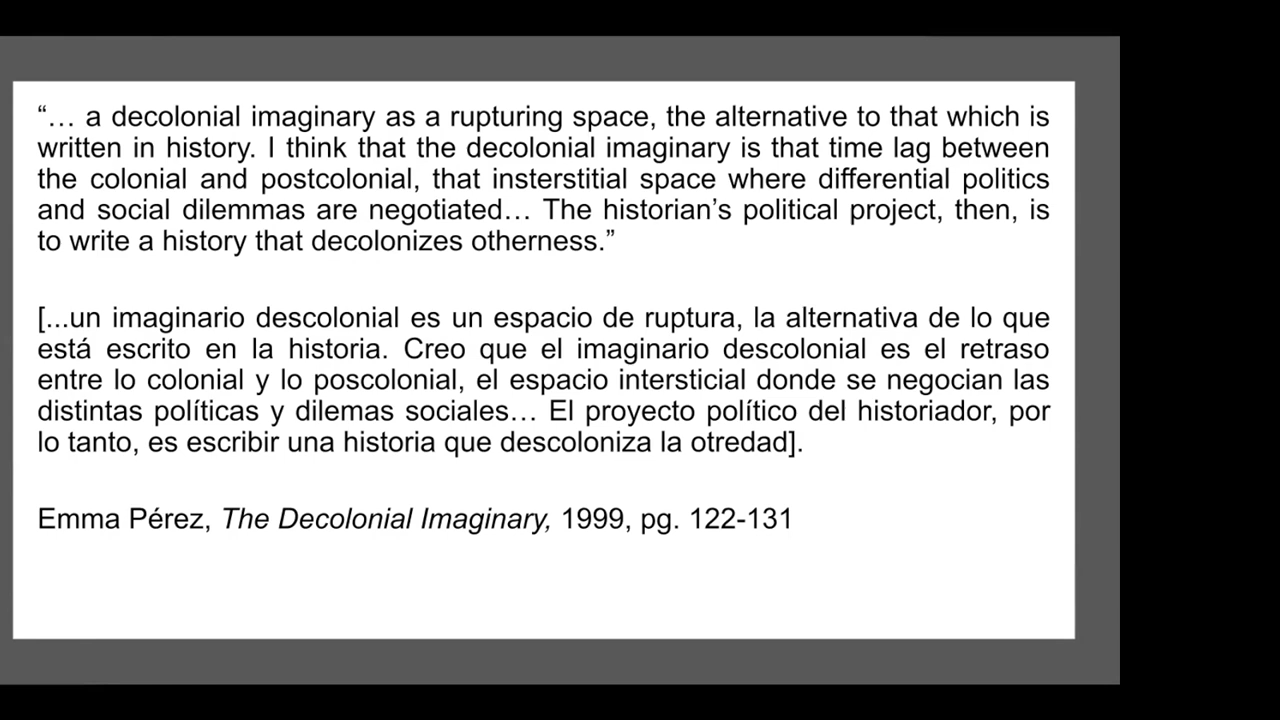 “… a decolonial imaginary as a rupturing space, the alternative to that which is
written in history. I think that the decolonial imaginary is that time lag between
the colonial and postcolonial, that insterstitial space where differential politics
and social dilemmas are negotiated… The historian’s political project, then, is
to write a history that decolonizes otherness.”
[...un imaginario descolonial es un espacio de ruptura, la alternativa de lo que
está escrito en la historia. Creo que el imaginario descolonial es el retraso
entre lo colonial y lo poscolonial, el espacio intersticial donde se negocian las
distintas políticas y dilemas sociales… El proyecto político del historiador, por
lo tanto, es escribir una historia que descoloniza la otredad].
Emma Pérez, The Decolonial Imaginary, 1999, pg. 122-131